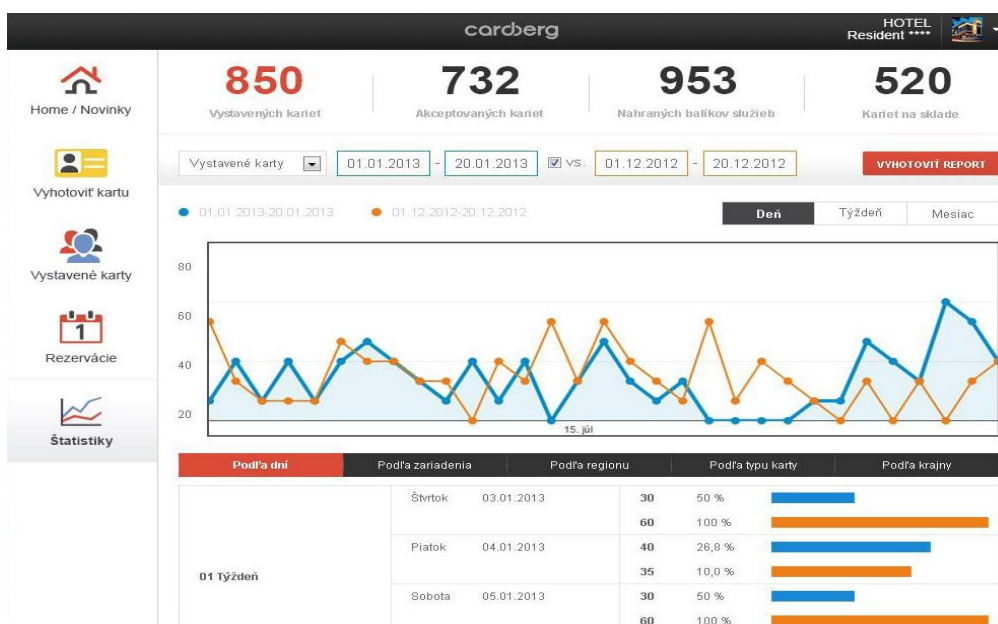 cardberg
HOTEL
Resident ****
Home / Novinky
Vyhotoviť kartu
Vystavené karty
1
Rezervácie
Štatistiky
850
Vystavených kariet
732
Akceptovaných kariet
953
Nahraných balíkov služieb
520
Kariet na sklade
Vystavené karty 01.01.2013 - 20.01.2013 vs. 01.12.2012 - 20.12.2012 VYHOTOVIŤ REPORT
01.01.2013-20.01.2013 01.12.2012-20.12.2012 Deň Týždeň Mesiac
80
60
40
20
15. júl
Podľa dní Podľa zariadenia Podľa regionu Podľa typu karty Podľa krajny
01 Týždeň
Štvrtok 03.01.2013 30 50 %
60 100 %
Piatok 04.01.2013 40 26,8 %
35 10,0 %
Sobota 05.01.2013 30 50 %
60 100 %